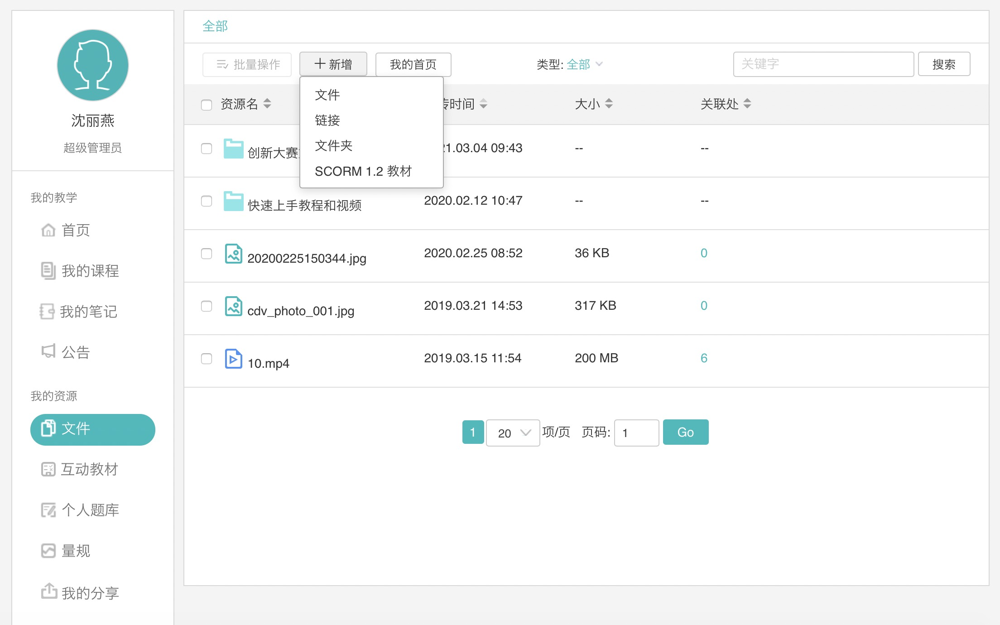 沈丽燕
超级管理员
我的教学
首页
我的课程
我的笔记
公告
我的资源
文件
互动教材
个人题库
量规
我的分享
全部
批量操作 新增 我的首页 类型: 全部 关键字 搜索
文件
链接
文件夹
SCORM 1.2 教材
资源名 时间 大小 关联处
创新大赛 1.03.04 09:43 -- --
快速上手教程和视频 2020.02.12 10:47 -- --
20200225150344.jpg 2020.02.25 08:52 36 KB 0
cdv_photo_001.jpg 2019.03.21 14:53 317 KB 0
10.mp4 2019.03.15 11:54 200 MB 6
1 20 项/页 页码: 1 Go